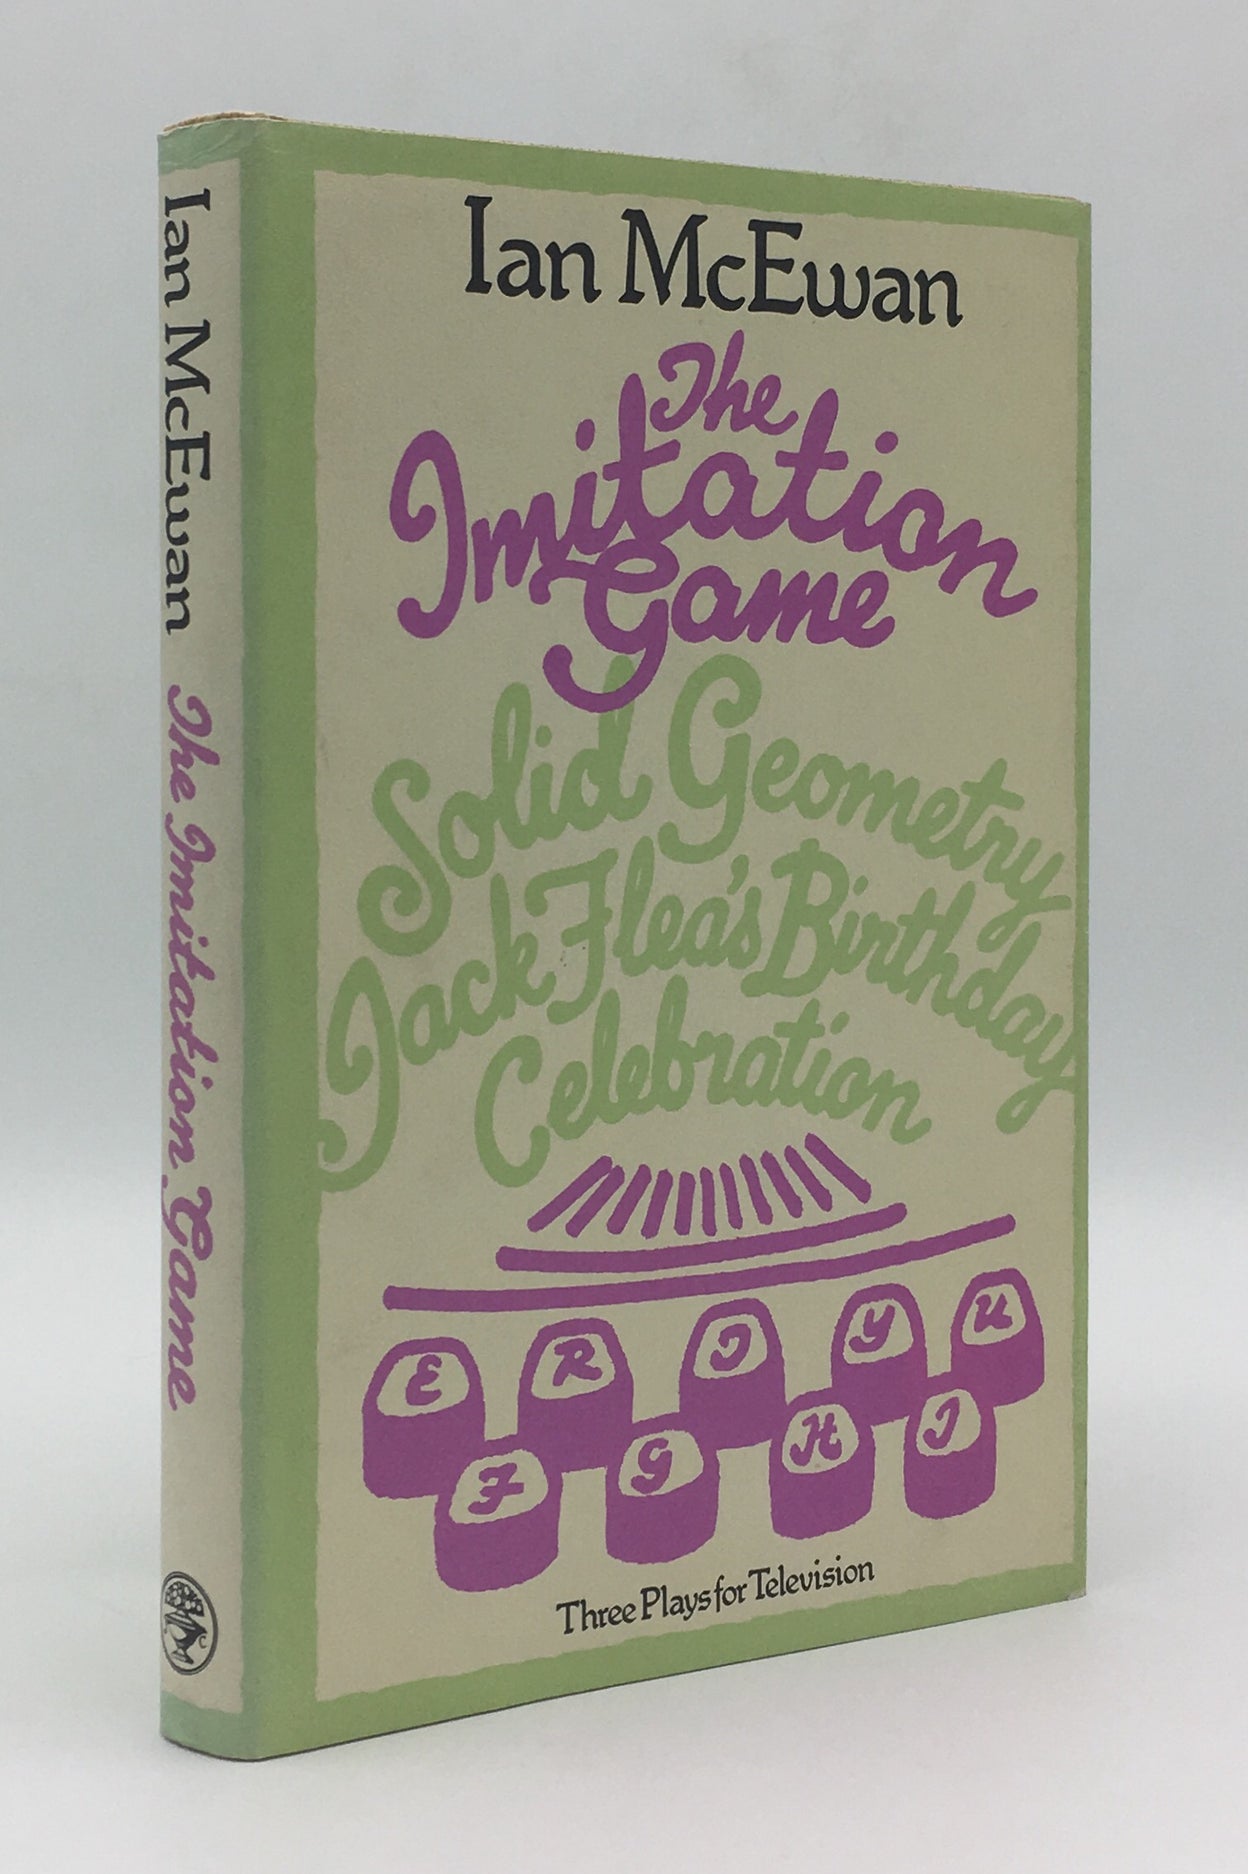 Ian McEwan The Imitation Game
Ian McEwan
The
Imitation
Game
Solid Geometry
Jack Flea's Birthday
Celebration
E R T Y U
F G H J
Three Plays for Television